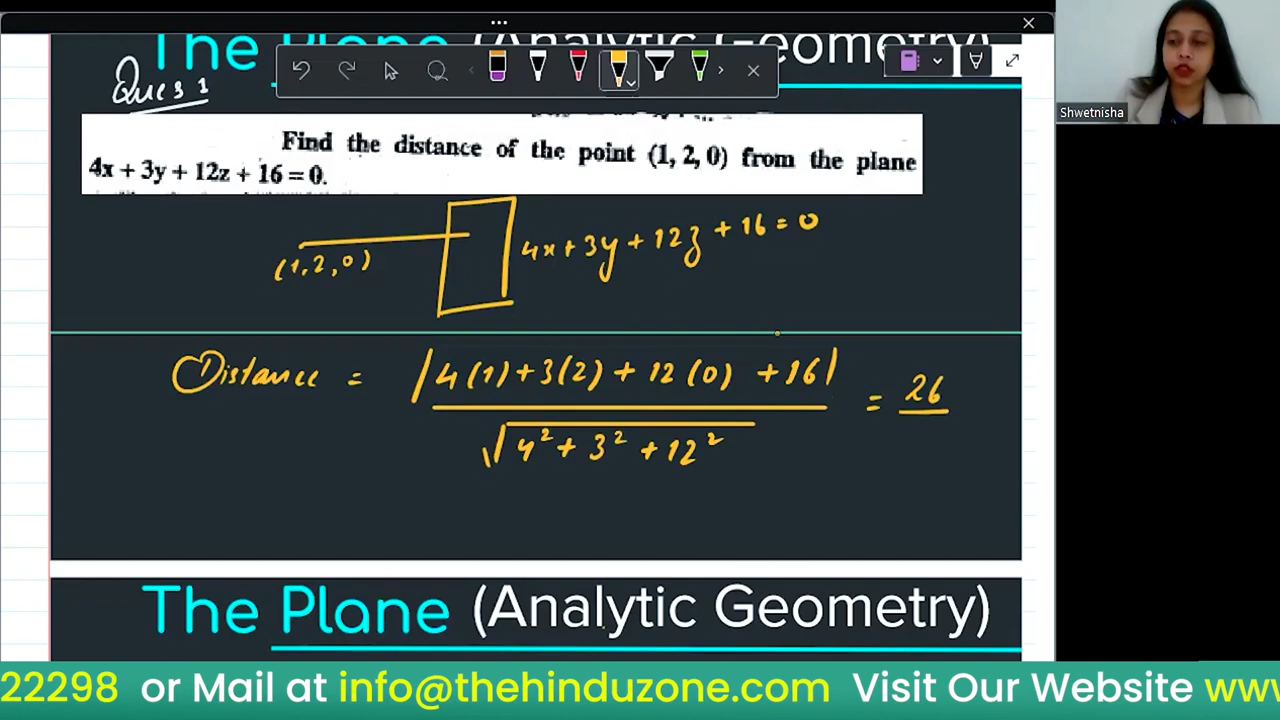 The Plane (Analytic Geometry)
Ques 1
Find the distance of the point (1, 2, 0) from the plane
4x + 3y + 12z + 16 = 0.
(1, 2, 0)
4x + 3y + 12z + 16 = 0
Distance = |4(1) + 3(2) + 12(0) + 16| = 26
√4² + 3² + 12²
The Plane (Analytic Geometry)
22298 or Mail at info@thehinduzone.com Visit Our Website www
Shwetnisha